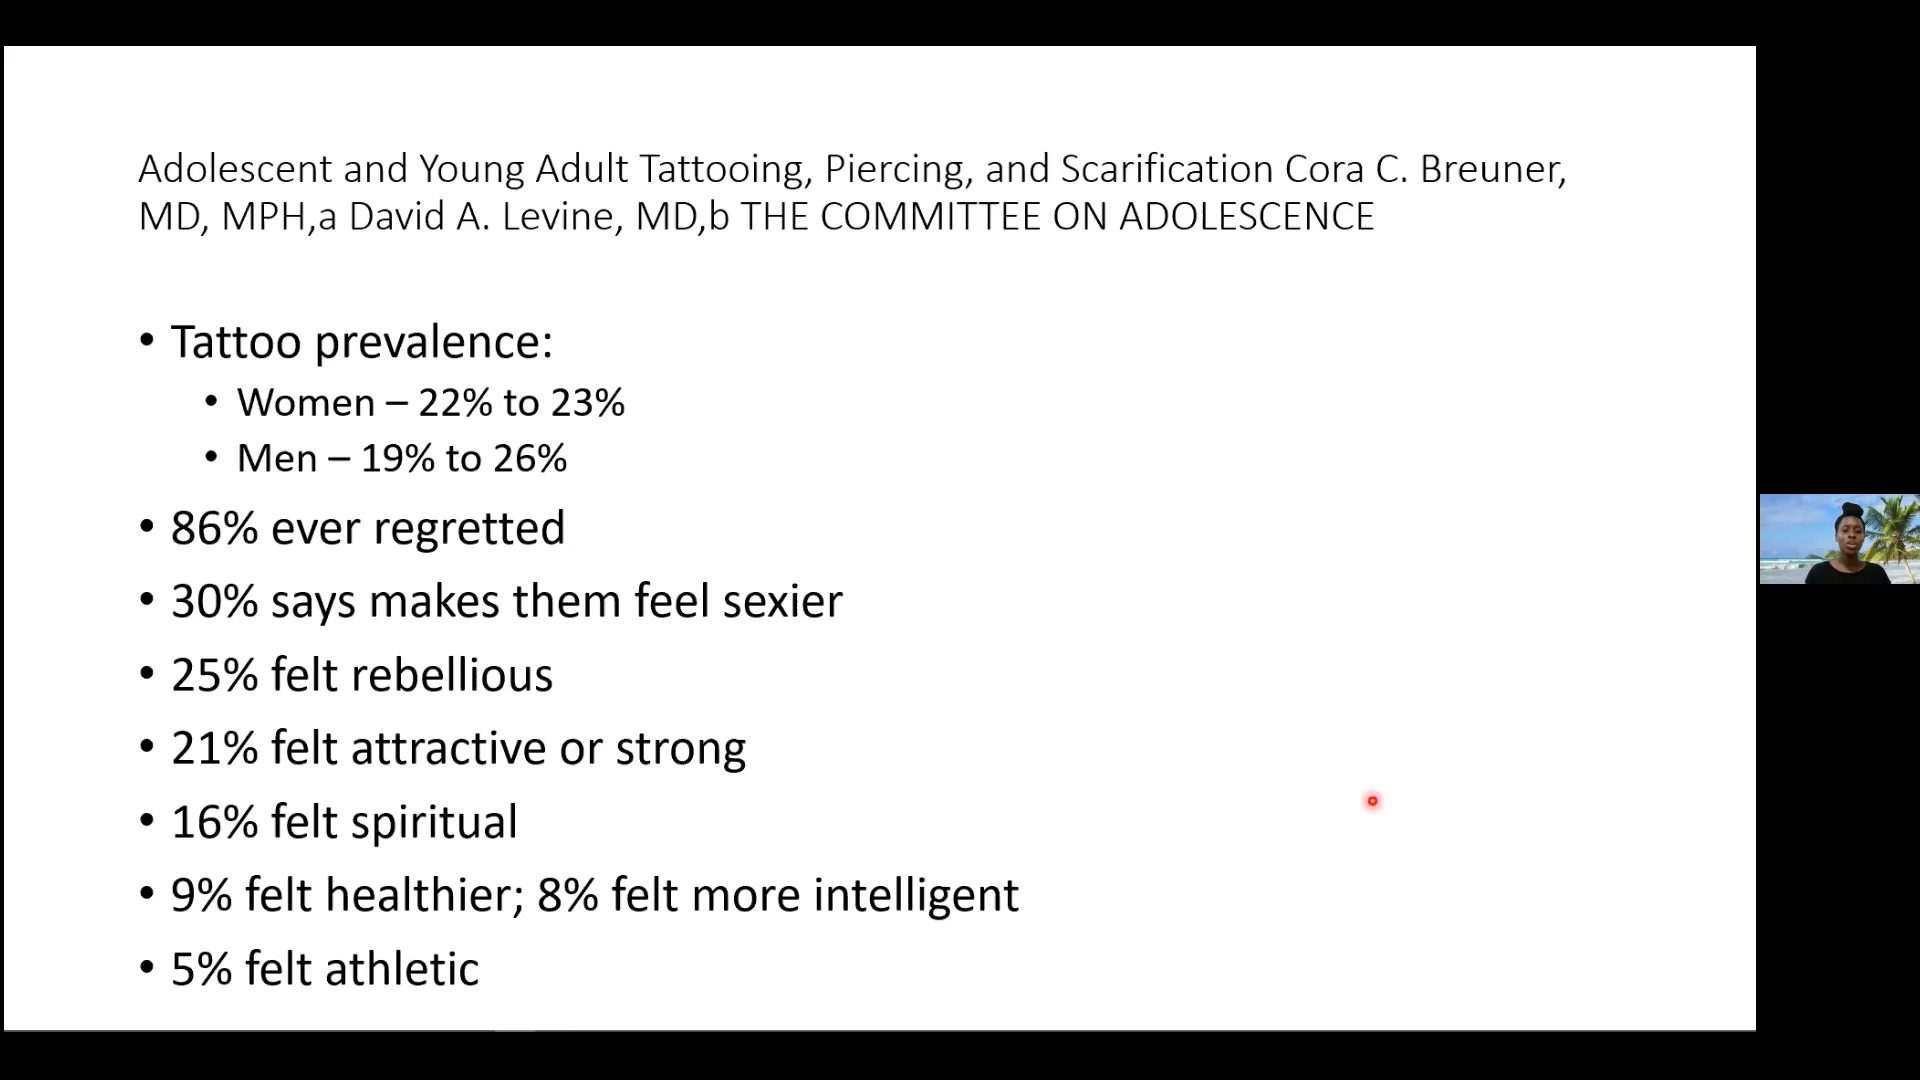 Adolescent and Young Adult Tattooing, Piercing, and Scarification Cora C. Breuner,
MD, MPH,a David A. Levine, MD,b THE COMMITTEE ON ADOLESCENCE
• Tattoo prevalence:
• Women – 22% to 23%
• Men – 19% to 26%
• 86% ever regretted
• 30% says makes them feel sexier
• 25% felt rebellious
• 21% felt attractive or strong
• 16% felt spiritual
• 9% felt healthier; 8% felt more intelligent
• 5% felt athletic